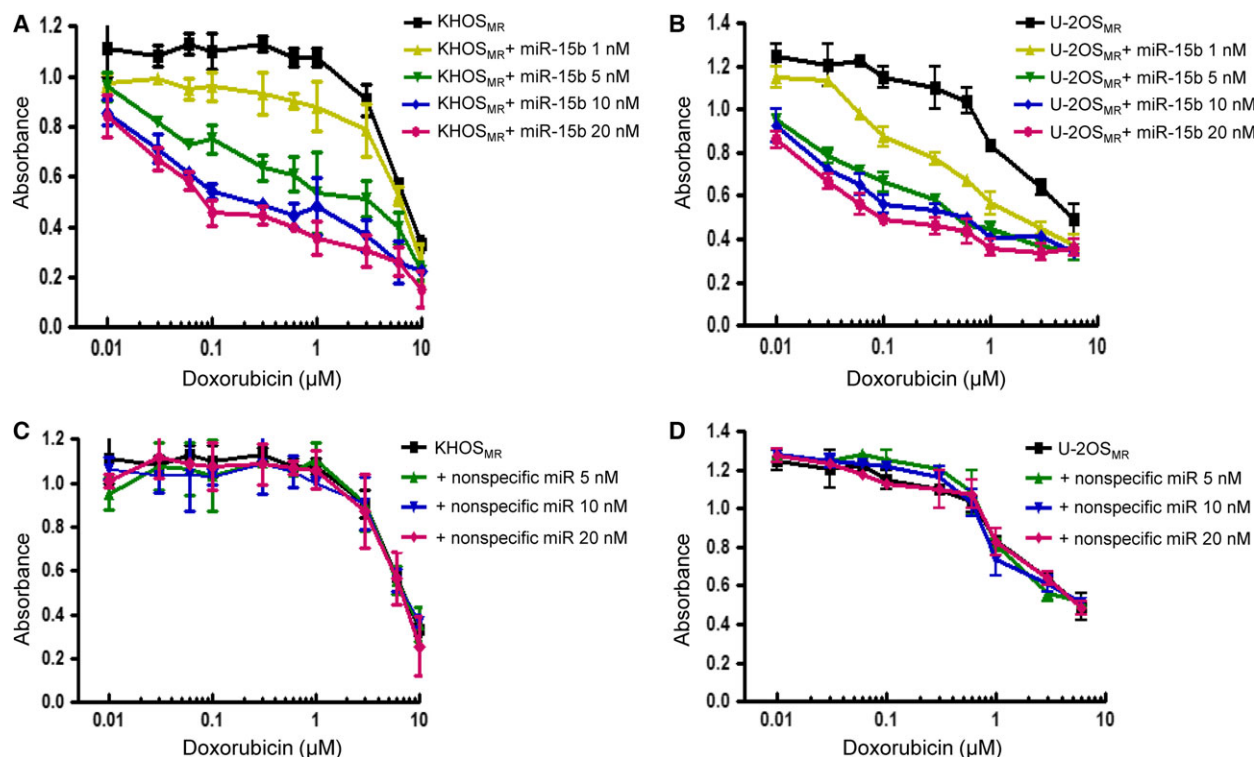 A
1.2
1.0
0.8
0.6
0.4
0.2
0.0
Absorbance
0.01
0.1
1
10
Doxorubicin (µM)
KHOSMR
KHOSMR+ miR-15b 1 nM
KHOSMR+ miR-15b 5 nM
KHOSMR+ miR-15b 10 nM
KHOSMR+ miR-15b 20 nM
B
1.4
1.2
1.0
0.8
0.6
0.4
0.2
0.0
Absorbance
0.01
0.1
1
10
Doxorubicin (µM)
U-2OSMR
U-2OSMR+ miR-15b 1 nM
U-2OSMR+ miR-15b 5 nM
U-2OSMR+ miR-15b 10 nM
U-2OSMR+ miR-15b 20 nM
C
1.2
1.0
0.8
0.6
0.4
0.2
0.0
Absorbance
0.01
0.1
1
10
Doxorubicin (µM)
KHOSMR
+ nonspecific miR 5 nM
+ nonspecific miR 10 nM
+ nonspecific miR 20 nM
D
1.4
1.2
1.0
1.2
0.6
0.4
1.2
0.0
Absorbance
0.01
0.1
1
10
Doxorubicin (µM)
U-2OSMR
+ nonspecific miR 5 nM
+ nonspecific miR 10 nM
+ nonspecific miR 20 nM